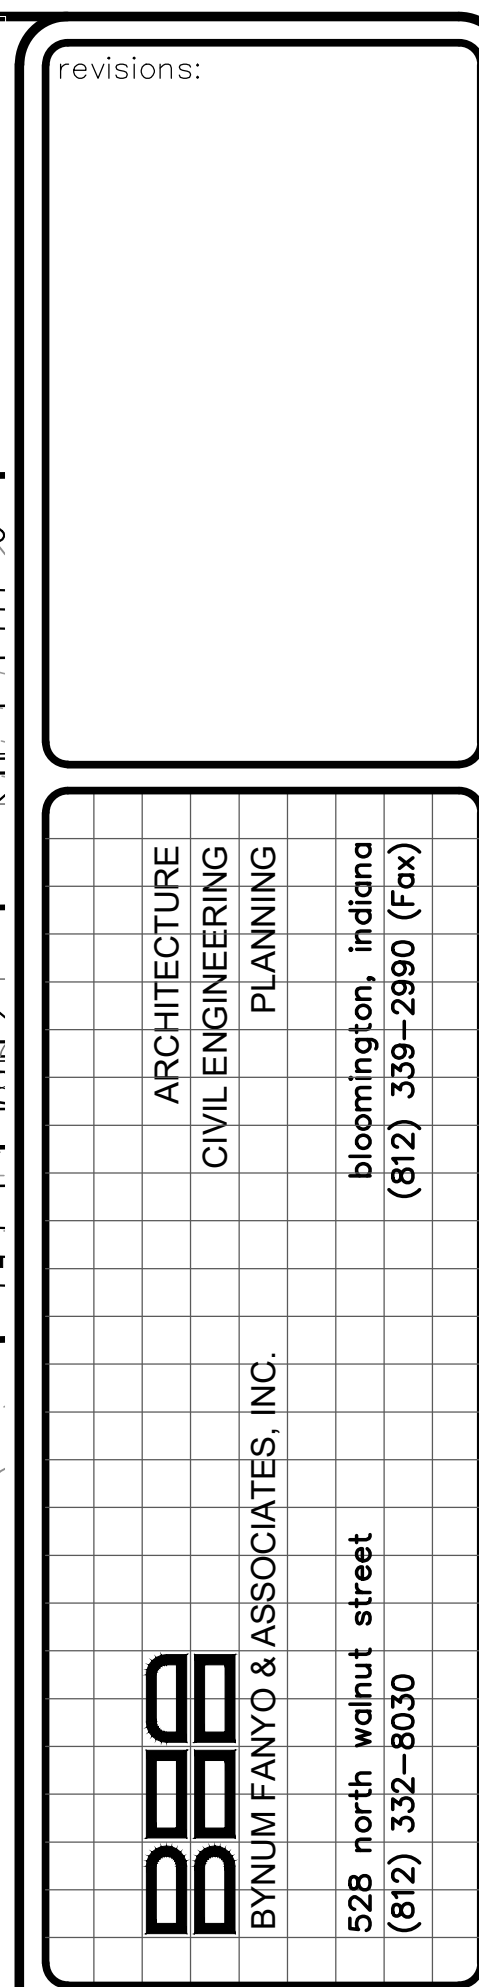 revisions:
ARCHITECTURE
CIVIL ENGINEERING
PLANNING
BYNUM FANYO & ASSOCIATES, INC.
528 north walnut street
bloomington, indiana
(812) 332-8030
(812) 339-2990 (Fax)